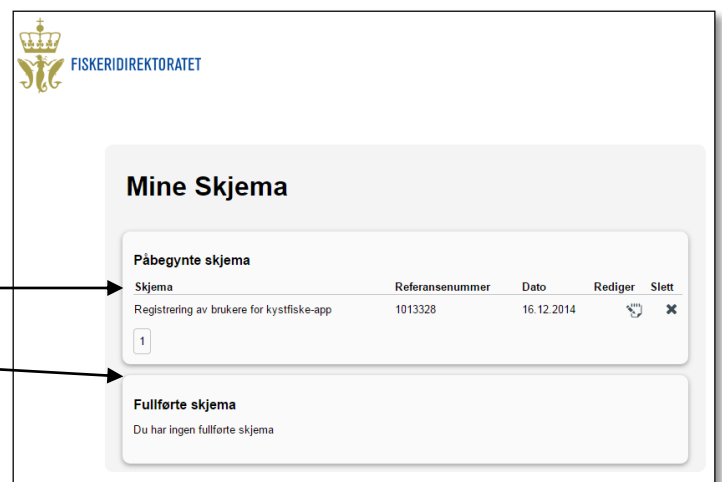 FISKERIDIREKTORATET
Mine Skjema
Påbegynte skjema
Skjema Referansenummer Dato Rediger Slett
Registrering av brukere for kystfiske-app 1013328 16.12.2014
1
Fullførte skjema
Du har ingen fullførte skjema